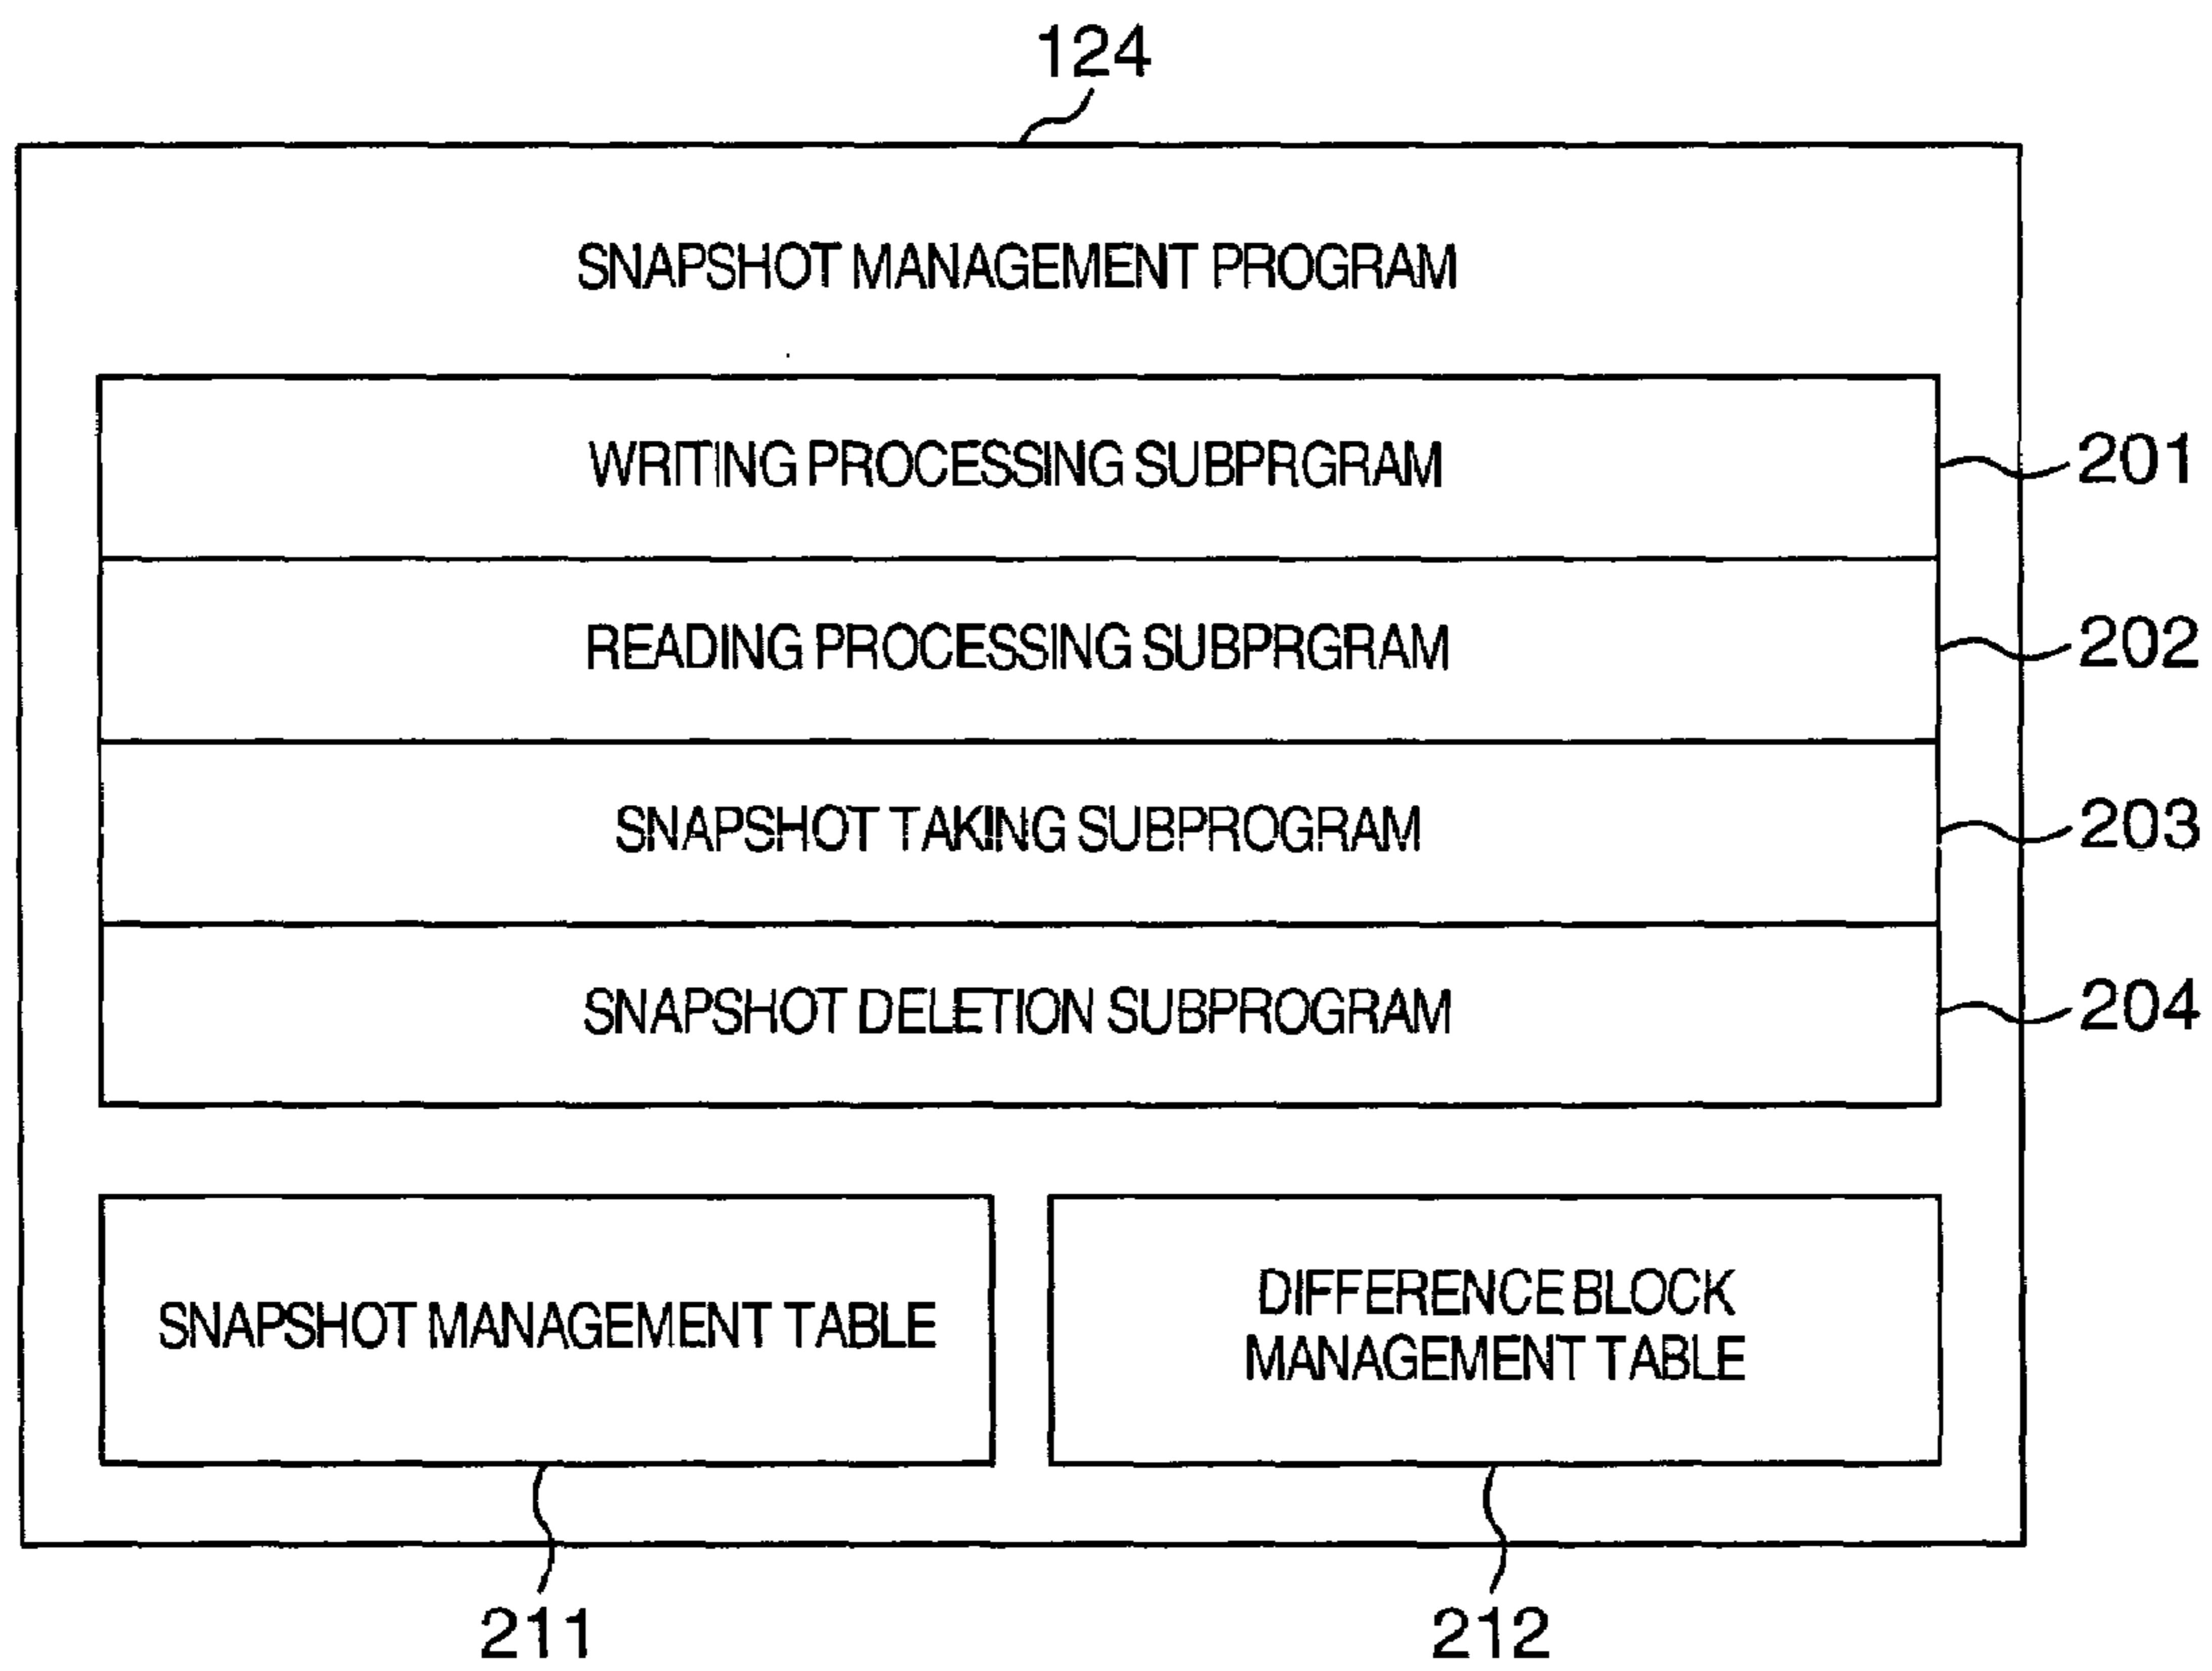 124
SNAPSHOT MANAGEMENT PROGRAM
WRITING PROCESSING SUBPRGRAM
201
READING PROCESSING SUBPRGRAM
202
SNAPSHOT TAKING SUBPROGRAM
203
SNAPSHOT DELETION SUBPROGRAM
204
SNAPSHOT MANAGEMENT TABLE
DIFFERENCE BLOCK
MANAGEMENT TABLE
211
212